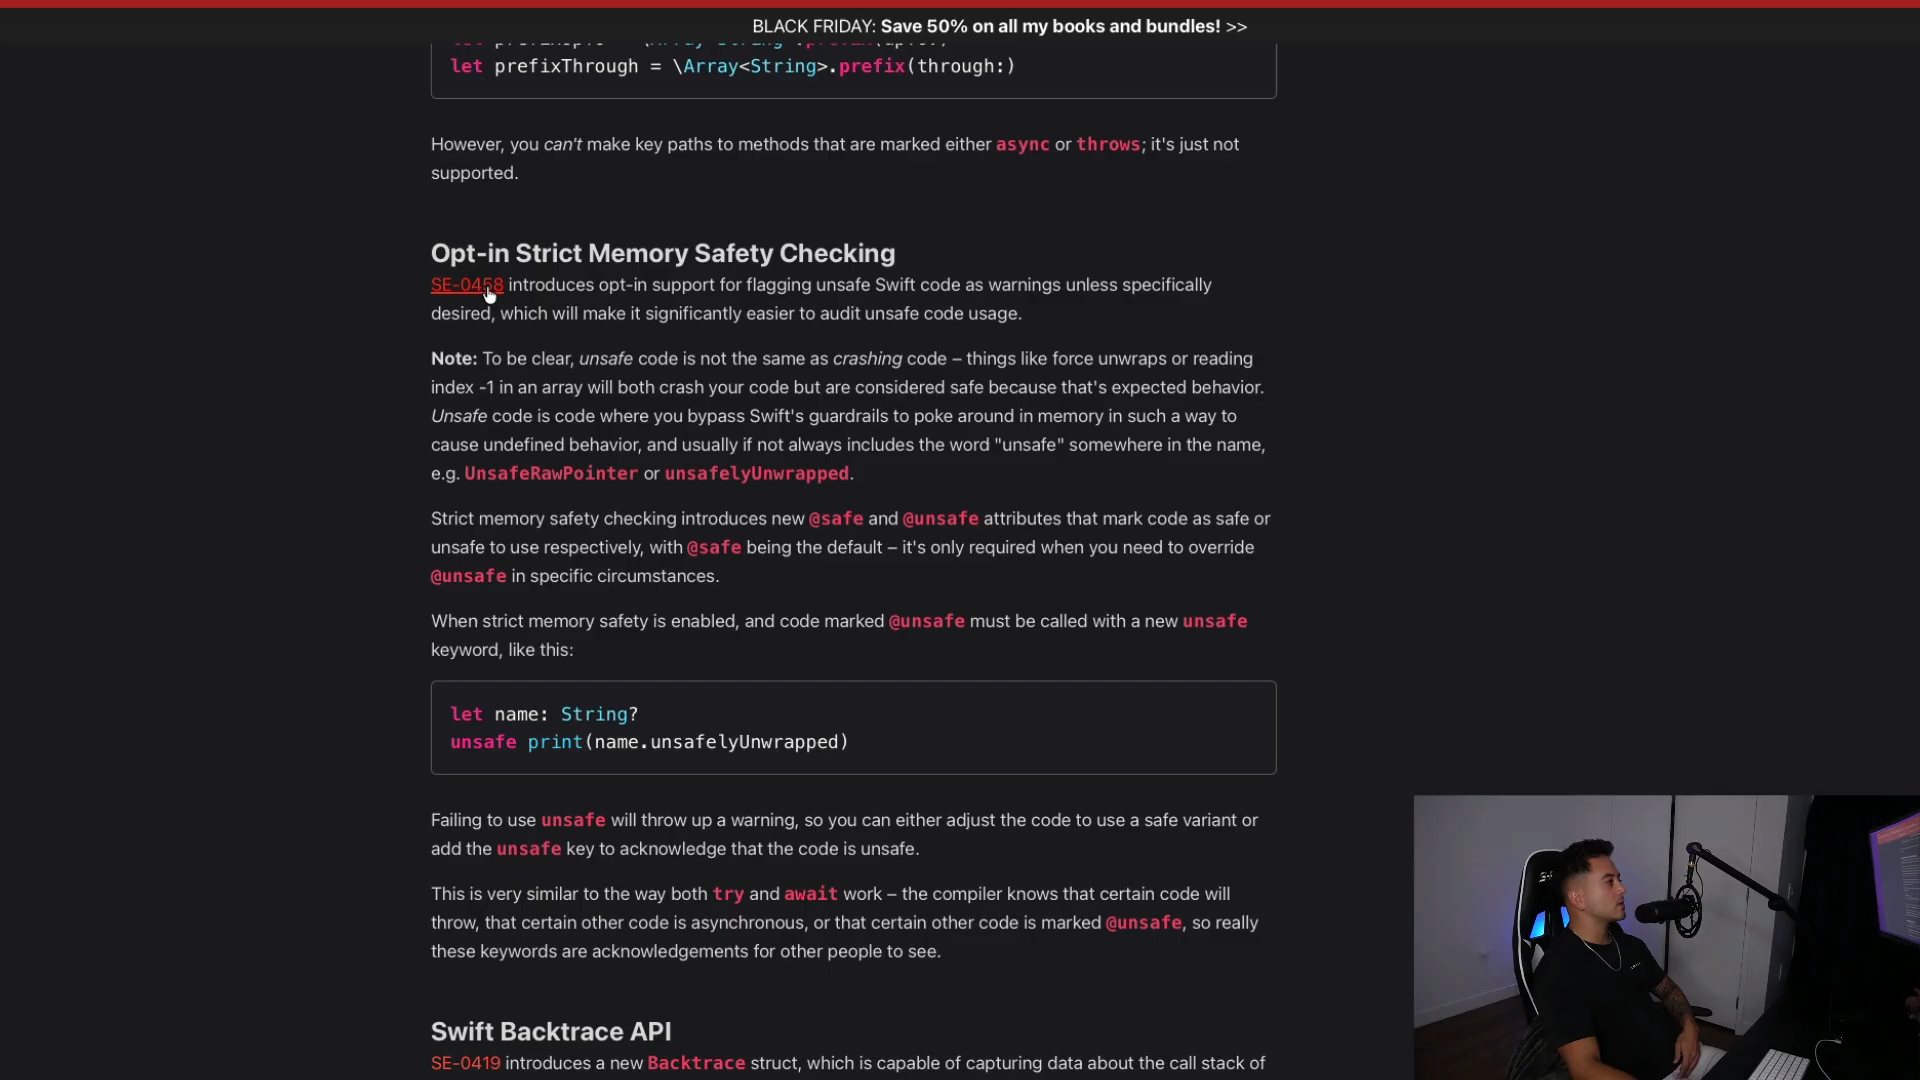 BLACK FRIDAY: Save 50% on all my books and bundles! >>
let prefixThrough = \Array<String>.prefix(through:)
However, you can't make key paths to methods that are marked either async or throws; it's just not
supported.
Opt-in Strict Memory Safety Checking
SE-0458 introduces opt-in support for flagging unsafe Swift code as warnings unless specifically
desired, which will make it significantly easier to audit unsafe code usage.
Note: To be clear, unsafe code is not the same as crashing code – things like force unwraps or reading
index -1 in an array will both crash your code but are considered safe because that's expected behavior.
Unsafe code is code where you bypass Swift's guardrails to poke around in memory in such a way to
cause undefined behavior, and usually if not always includes the word "unsafe" somewhere in the name,
e.g. UnsafeRawPointer or unsafelyUnwrapped.
Strict memory safety checking introduces new @safe and @unsafe attributes that mark code as safe or
unsafe to use respectively, with @safe being the default – it's only required when you need to override
@unsafe in specific circumstances.
When strict memory safety is enabled, and code marked @unsafe must be called with a new unsafe
keyword, like this:
let name: String?
unsafe print(name.unsafelyUnwrapped)
Failing to use unsafe will throw up a warning, so you can either adjust the code to use a safe variant or
add the unsafe key to acknowledge that the code is unsafe.
This is very similar to the way both try and await work – the compiler knows that certain code will
throw, that certain other code is asynchronous, or that certain other code is marked @unsafe, so really
these keywords are acknowledgements for other people to see.
Swift Backtrace API
SE-0419 introduces a new Backtrace struct, which is capable of capturing data about the call stack of